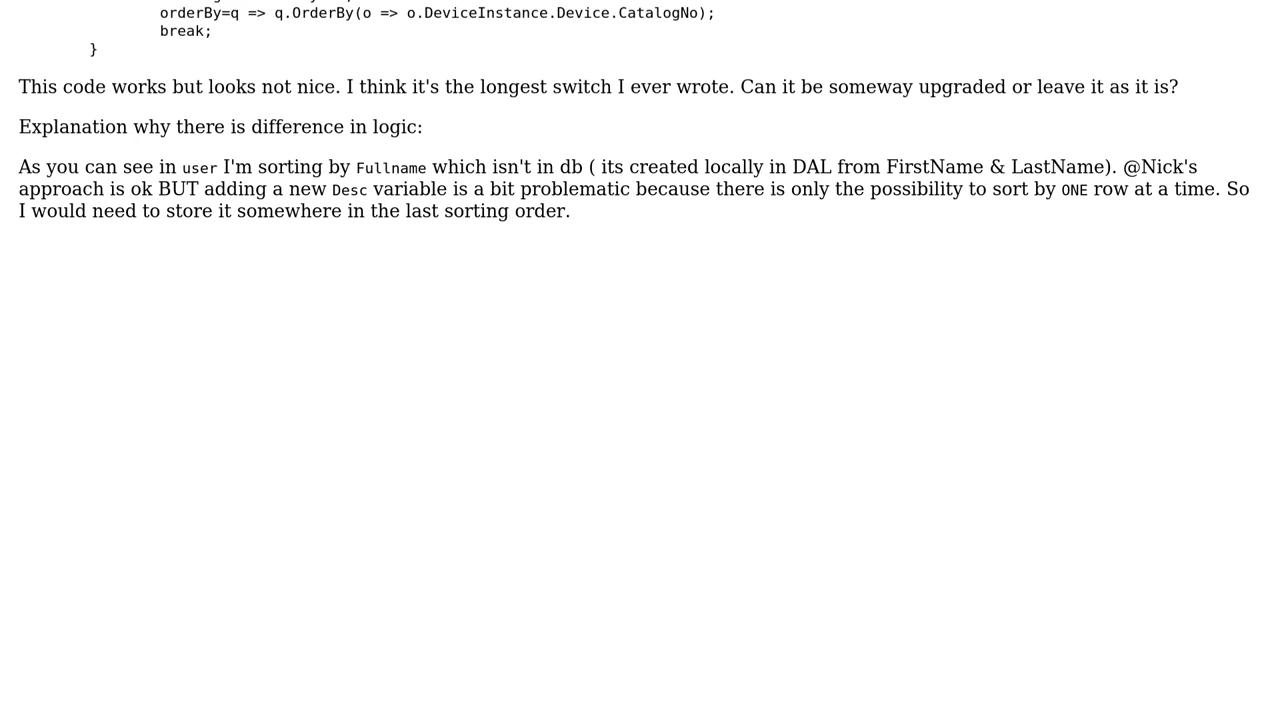 orderBy=q => q.OrderBy(o => o.DeviceInstance.Device.CatalogNo);
break;
}
This code works but looks not nice. I think it's the longest switch I ever wrote. Can it be someway upgraded or leave it as it is?
Explanation why there is difference in logic:
As you can see in user I'm sorting by Fullname which isn't in db ( its created locally in DAL from FirstName & LastName). @Nick's
approach is ok BUT adding a new Desc variable is a bit problematic because there is only the possibility to sort by ONE row at a time. So
I would need to store it somewhere in the last sorting order.